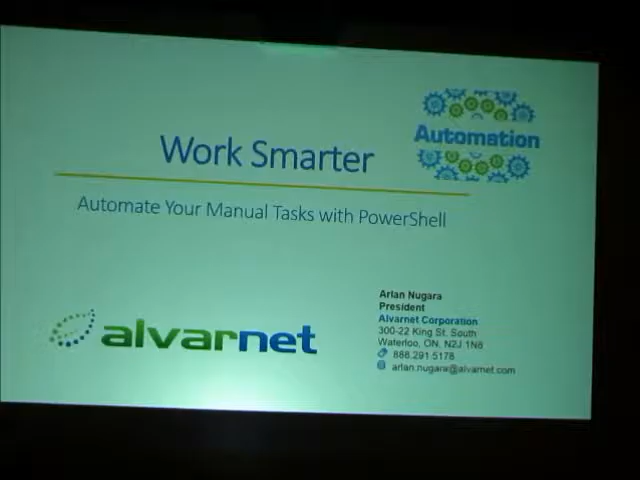 Automation
Work Smarter
Automate Your Manual Tasks with PowerShell
Arlan Nugara
President
Alvarnet Corporation
300-22 King St. South
Waterloo, ON, N2J 1N8
888.291.5178
arlan.nugara@alvarnet.com
alvarnet